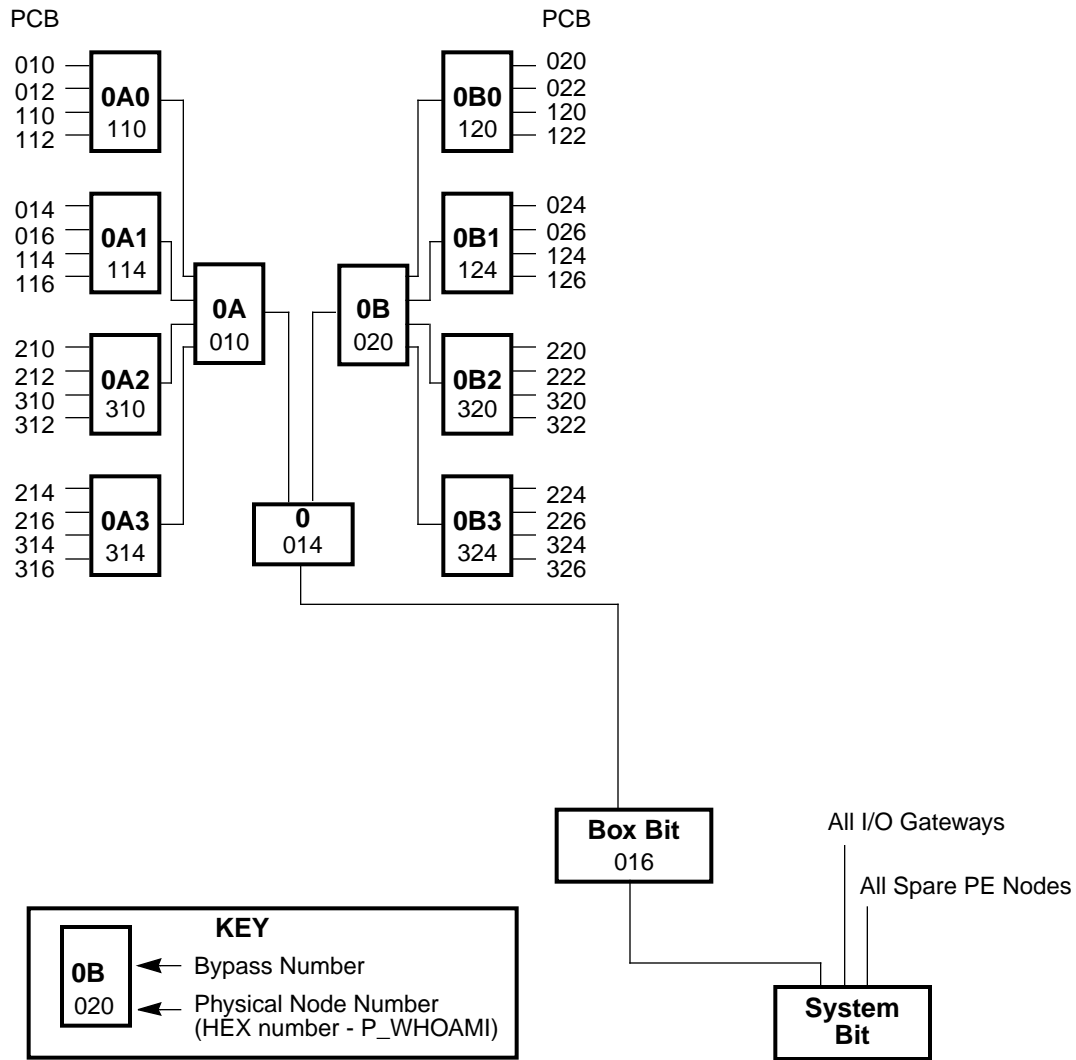 PCB
PCB
010
012
110
112
0A0
110
0B0
120
020
022
120
122
014
016
114
116
0A1
114
0B1
124
024
026
124
126
0A
010
0B
020
210
212
310
312
0A2
310
0B2
320
220
222
320
322
214
216
314
316
0A3
314
0
014
0B3
324
224
226
324
326
Box Bit
016
All I/O Gateways
All Spare PE Nodes
System
Bit
KEY
0B
020
Bypass Number
Physical Node Number
(HEX number - P_WHOAMI)